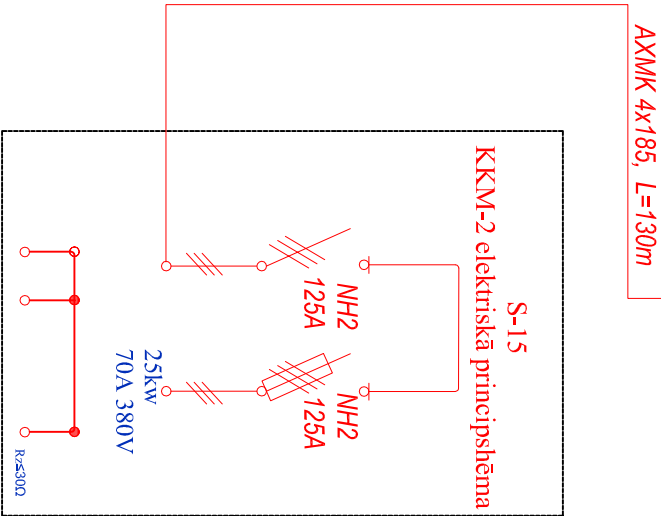 AXMK 4x185, L=130m
S-15
KKM-2 elektriskā principshēma
NH2
125A
NH2
125A
25kw
70A 380V
Rz≤30Ω